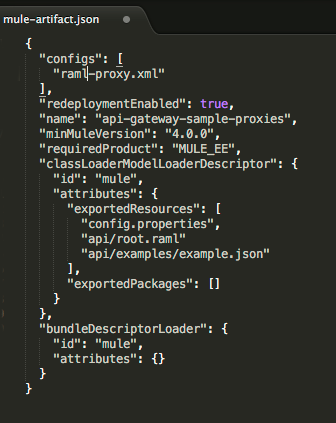 mule-artifact.json
{
"configs": [
"raml-proxy.xml"
],
"redeploymentEnabled": true,
"name": "api-gateway-sample-proxies",
"minMuleVersion": "4.0.0",
"requiredProduct": "MULE_EE",
"classLoaderModelLoaderDescriptor": {
"id": "mule",
"attributes": {
"exportedResources": [
"config.properties",
"api/root.raml"
"api/examples/example.json"
],
"exportedPackages": []
}
},
"bundleDescriptorLoader": {
"id": "mule",
"attributes": {}
}
}